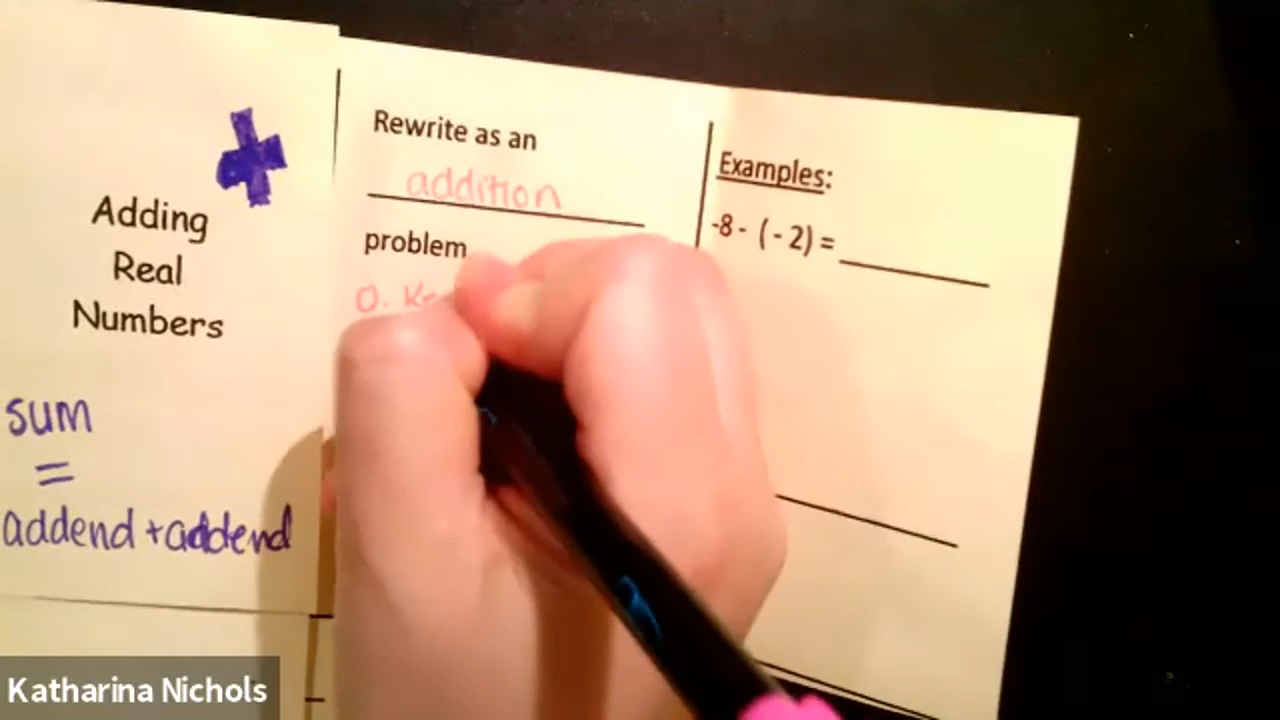 Adding
Real
Numbers
sum
=
addend + addend
Rewrite as an
addition
problem
Examples:
-8 - (- 2) =
Katharina Nichols